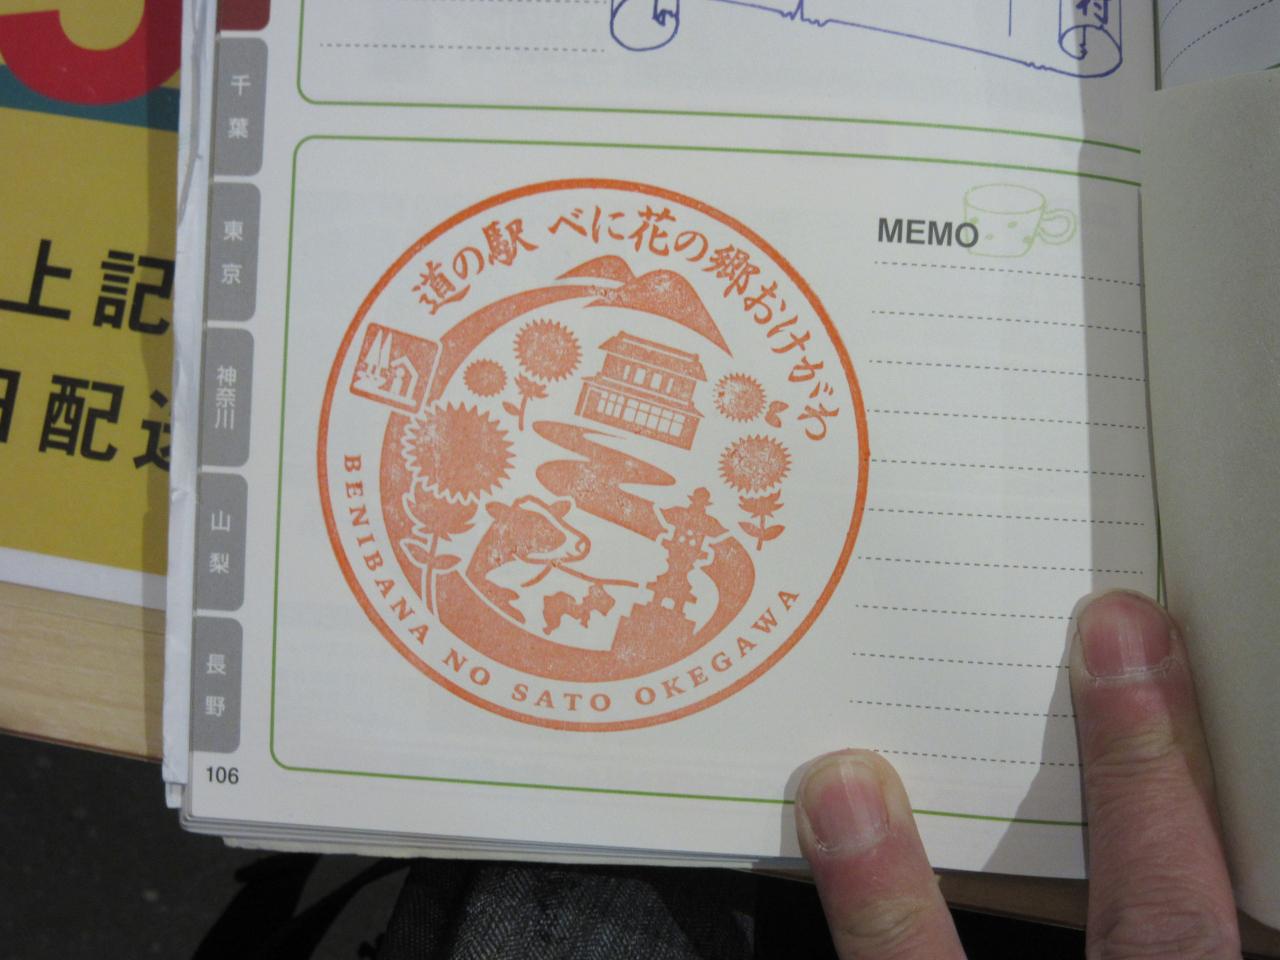 千葉
東京
神奈川
山梨
長野
106
道の駅 べに花の郷おけがわ
BENIBANA NO SATO OKEGAWA
MEMO
上記
配送